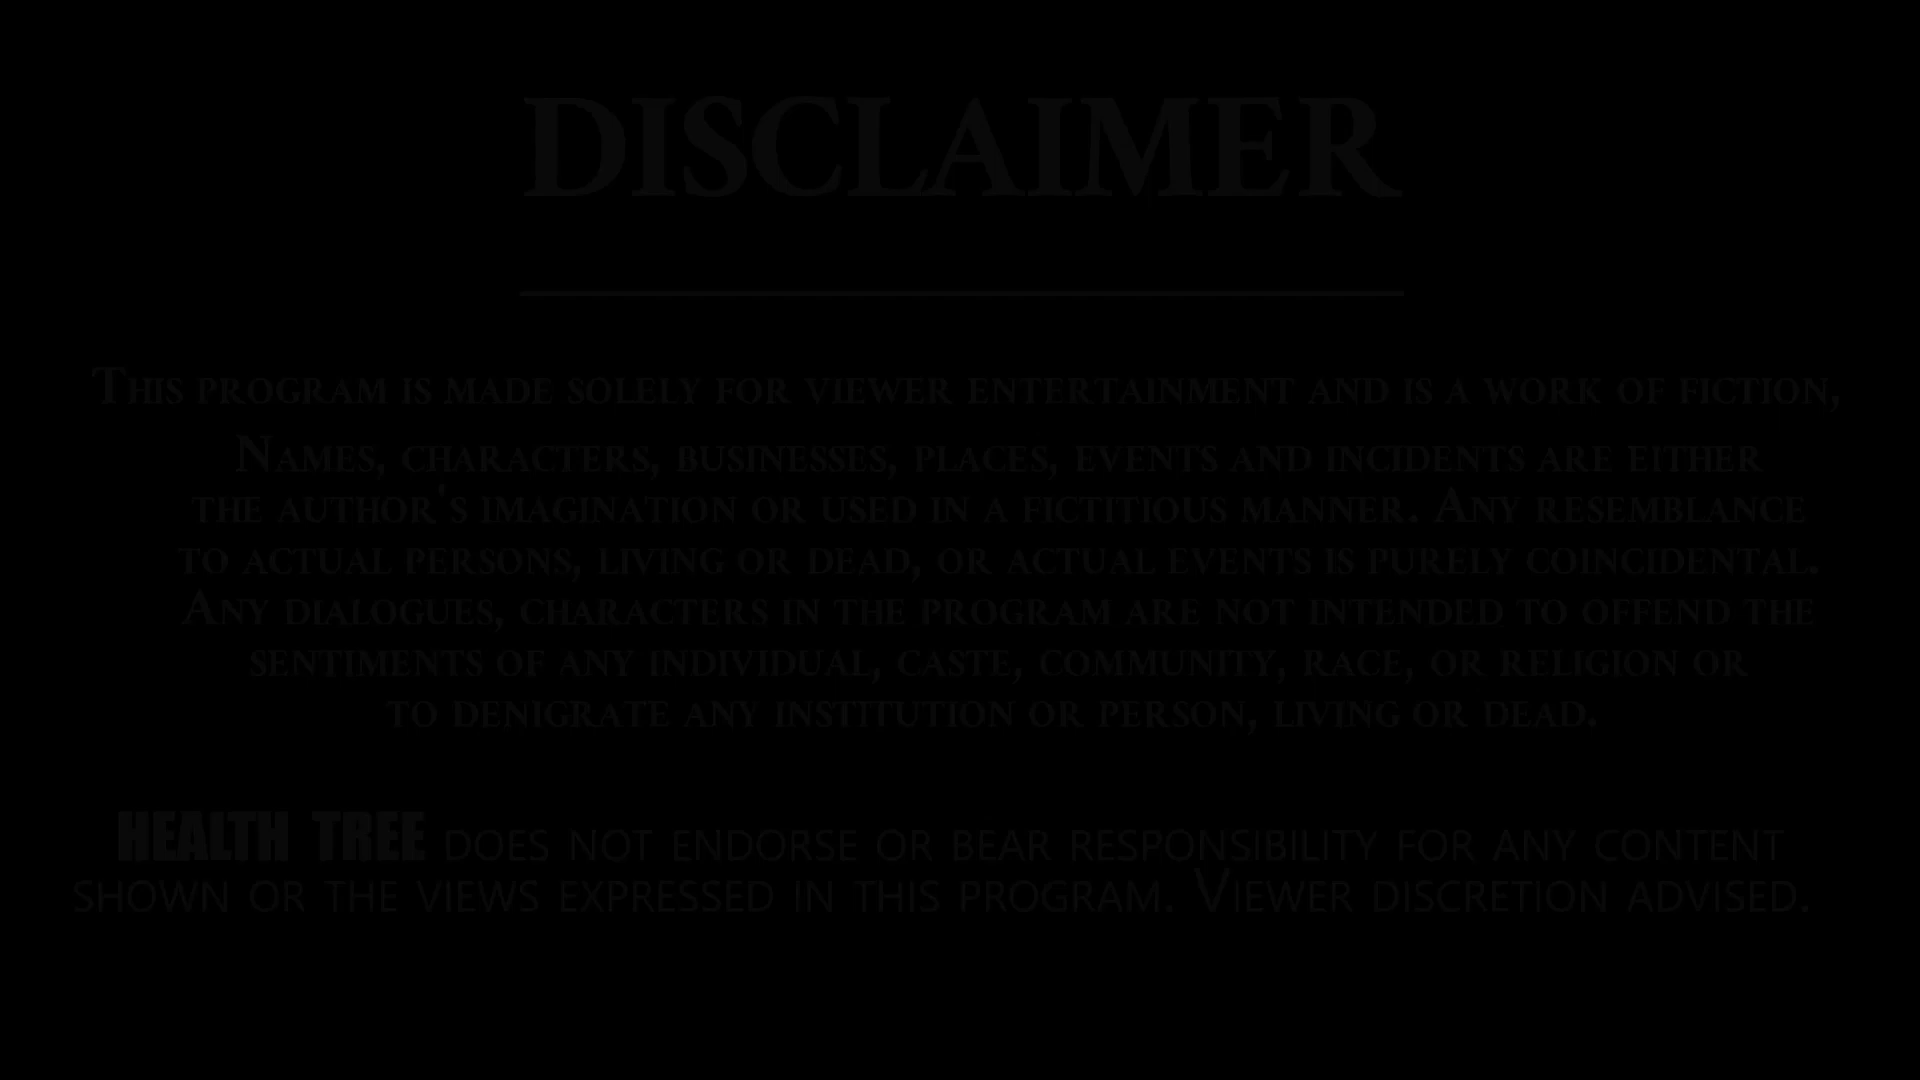 DISCLAIMER
This program is made solely for viewer entertainment and is a work of fiction,
Names, characters, businesses, places, events and incidents are either
the author's imagination or used in a fictitious manner. Any resemblance
to actual persons, living or dead, or actual events is purely coincidental.
Any dialogues, characters in the program are not intended to offend the
sentiments of any individual, caste, community, race, or religion or
to denigrate any institution or person, living or dead.
HEALTH TREE does not endorse or bear responsibility for any content
shown or the views expressed in this program. Viewer discretion advised.